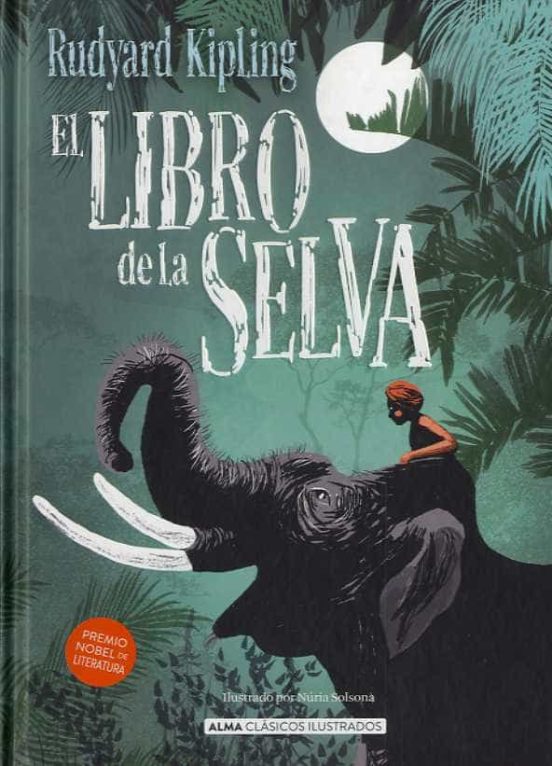 Rudyard Kipling
EL LIBRO
de la SELVA
PREMIO
NOBEL DE
LITERATURA
Ilustrado por Núria Solsona
ALMA CLÁSICOS ILUSTRADOS